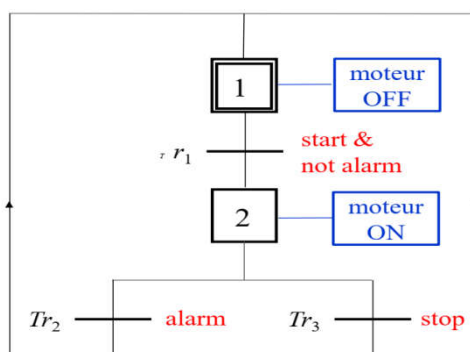 1
moteur
OFF
T r1
start &
not alarm
2
moteur
ON
Tr2
alarm
Tr3
stop